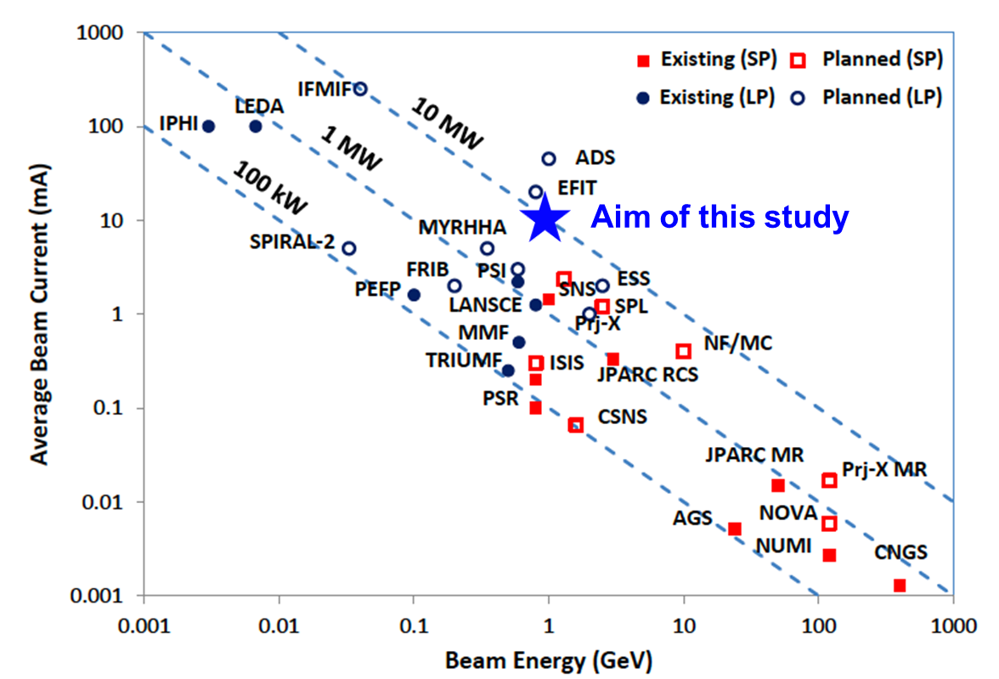 1000
100
10
1
0.1
0.01
0.001
Average Beam Current (mA)
Existing (SP) Planned (SP)
Existing (LP) Planned (LP)
IFMIF
LEDA
IPHI
10 MW
1 MW
100 kW
ADS
EFIT
Aim of this study
MYRHHA
SPIRAL-2
FRIB
PSI
ESS
PEFP
SNS
LANSCE
SPL
Prj-X
MMF
NF/MC
TRIUMF
ISIS
JPARC RCS
PSR
CSNS
JPARC MR
Prj-X MR
AGS
NOVA
NUMI
CNGS
0.001 0.01 0.1 1 10 100 1000
Beam Energy (GeV)